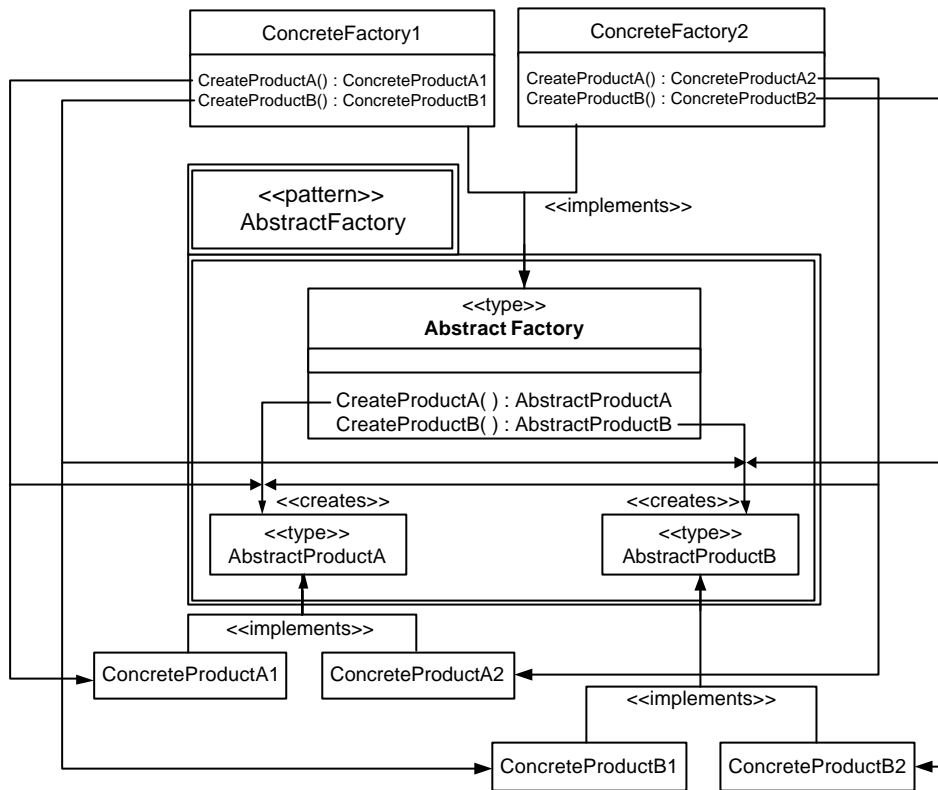 ConcreteFactory1
CreateProductA() : ConcreteProductA1
CreateProductB() : ConcreteProductB1
ConcreteFactory2
CreateProductA() : ConcreteProductA2
CreateProductB() : ConcreteProductB2
<<pattern>>
AbstractFactory
<<implements>>
<<type>>
Abstract Factory
CreateProductA( ) : AbstractProductA
CreateProductB( ) : AbstractProductB
<<creates>>
<<type>>
AbstractProductA
<<creates>>
<<type>>
AbstractProductB
<<implements>>
ConcreteProductA1
ConcreteProductA2
<<implements>>
ConcreteProductB1
ConcreteProductB2